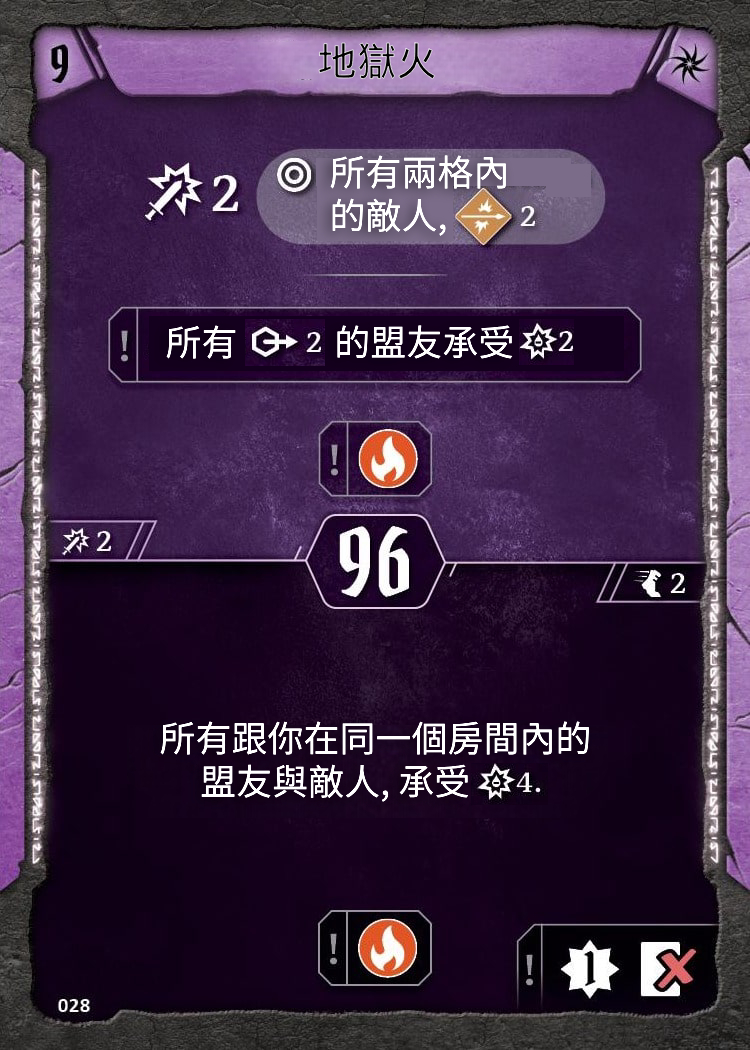 9
地獄火
2
所有兩格內
的敵人, 2
! 所有 2 的盟友承受 2
!
2
96
2
所有跟你在同一個房間內的
盟友與敵人, 承受 4.
!
! 1
028